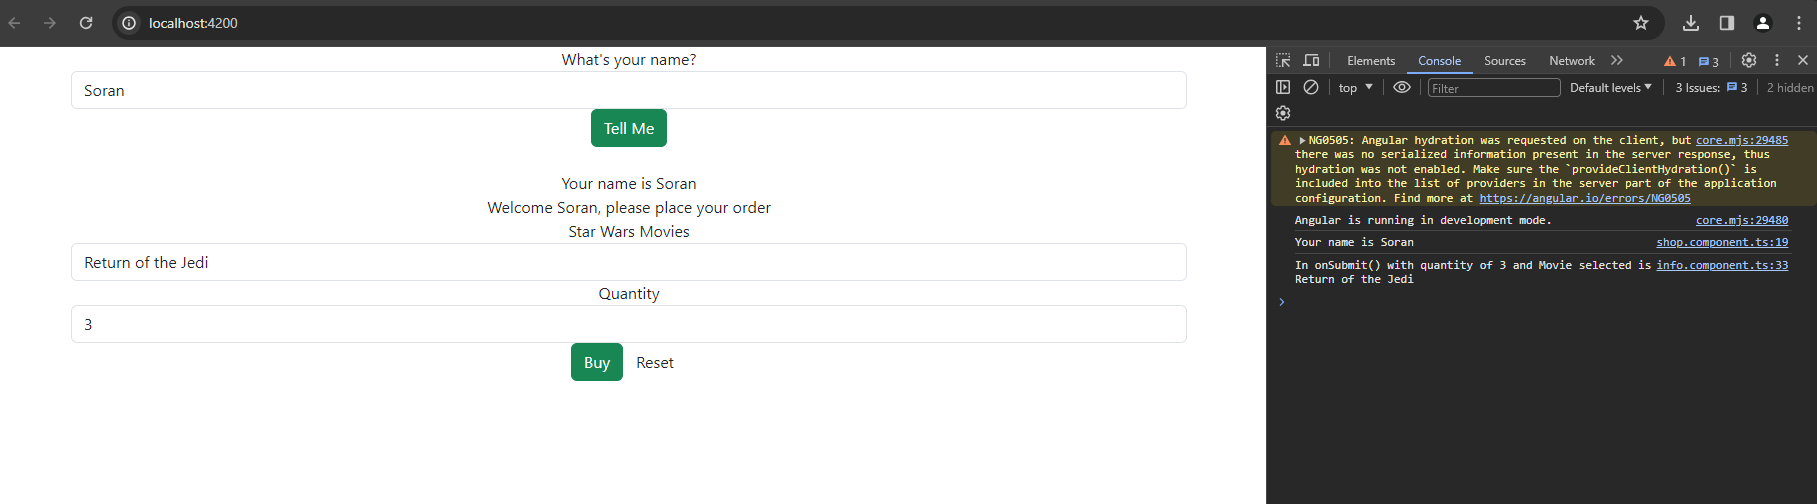 localhost:4200
What's your name?
Soran
Tell Me
Your name is Soran
Welcome Soran, please place your order
Star Wars Movies
Return of the Jedi
Quantity
3
Buy Reset
Elements Console Sources Network 1 3
top Filter Default levels 3 Issues: 3 2 hidden
NG0505: Angular hydration was requested on the client, but core.mjs:29485
there was no serialized information present in the server response, thus
hydration was not enabled. Make sure the `provideClientHydration()` is
included into the list of providers in the server part of the application
configuration. Find more at https://angular.io/errors/NG0505
Angular is running in development mode. core.mjs:29480
Your name is Soran shop.component.ts:19
In onSubmit() with quantity of 3 and Movie selected is info.component.ts:33
Return of the Jedi